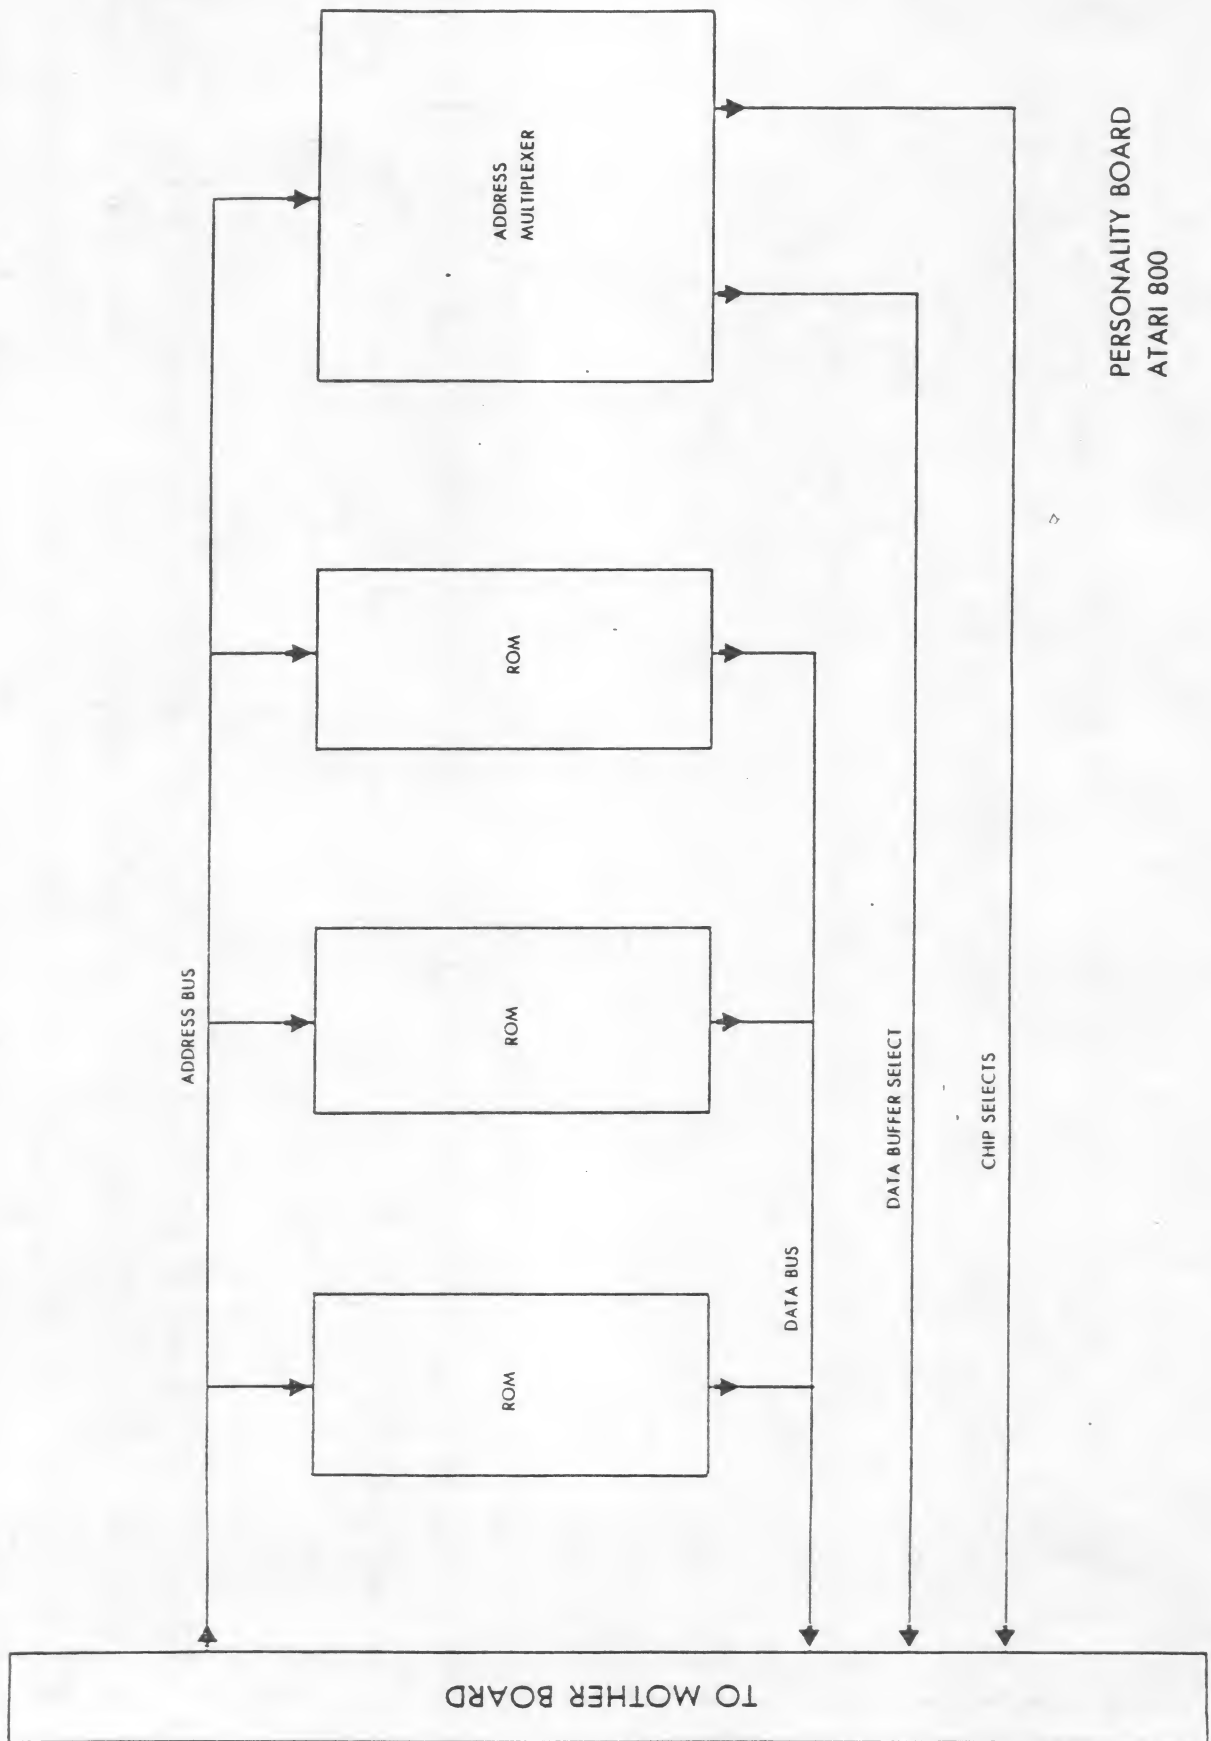 TO MOTHER BOARD
ADDRESS BUS
ROM
ROM
ROM
ADDRESS
MULTIPLEXER
DATA BUS
DATA BUFFER SELECT
CHIP SELECTS
PERSONALITY BOARD
ATARI 800